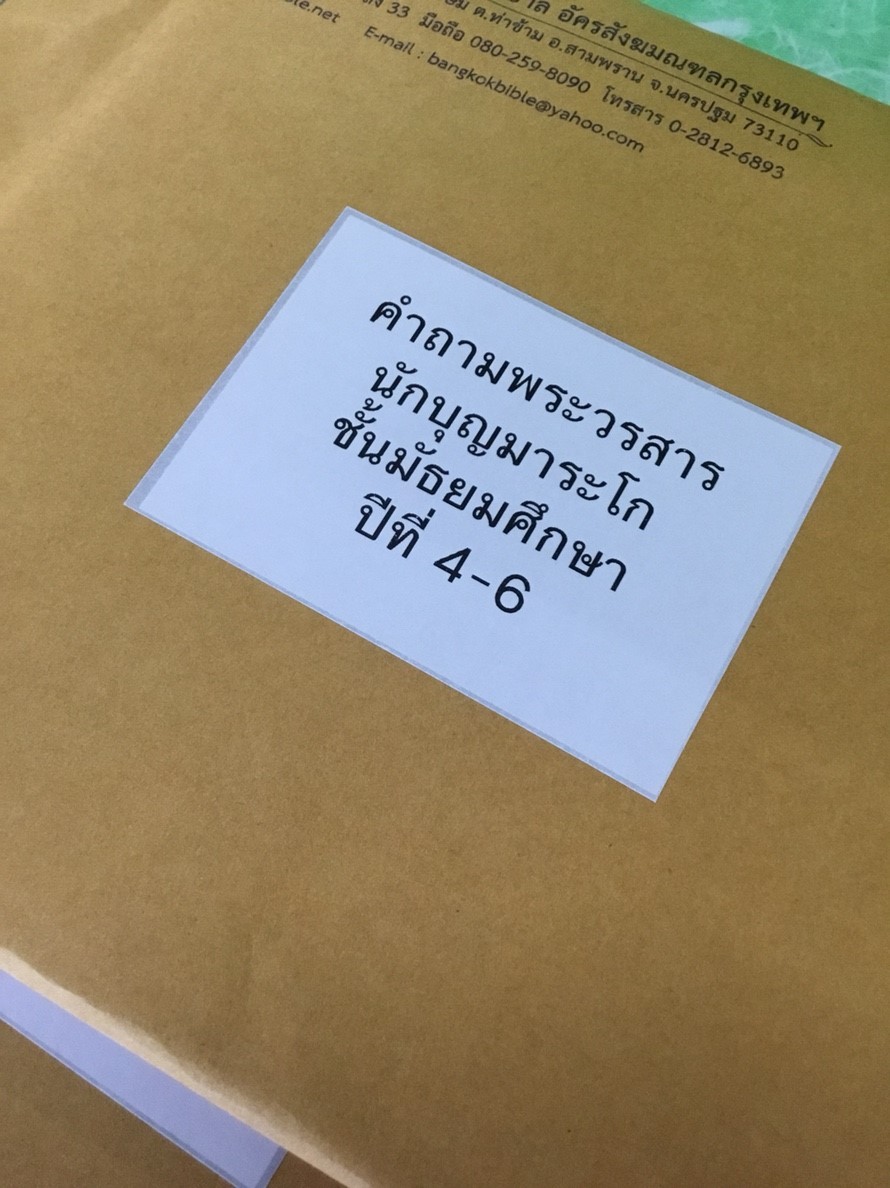 อัครสังฆมณฑลกรุงเทพฯ
ต.ท่าข้าม อ.สามพราน จ.นครปฐม 73110
33 มือถือ 080-259-8090 โทรสาร 0-2812-6893
ble.net E-mail : bangkokbible@yahoo.com
คำถามพระวรสาร
นักบุญมาระโก
ชั้นมัธยมศึกษา
ปีที่ 4-6